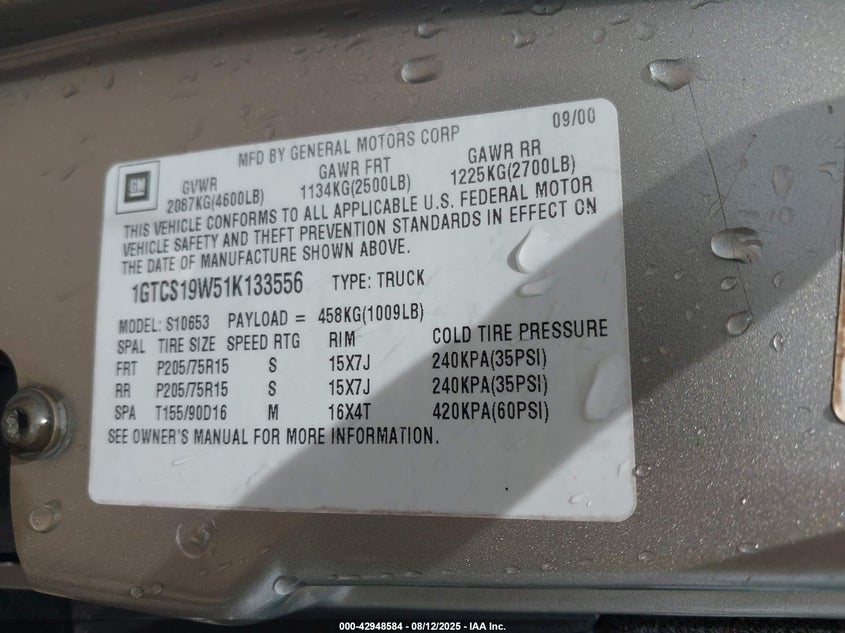 09/00
MFD BY GENERAL MOTORS CORP
GM
GVWR GAWR FRT GAWR RR
2087KG(4600LB) 1134KG(2500LB) 1225KG(2700LB)
THIS VEHICLE CONFORMS TO ALL APPLICABLE U.S. FEDERAL MOTOR
VEHICLE SAFETY AND THEFT PREVENTION STANDARDS IN EFFECT ON
THE DATE OF MANUFACTURE SHOWN ABOVE.
1GTCS19W51K133556 TYPE: TRUCK
MODEL: S10653 PAYLOAD = 458KG(1009LB)
SPAL TIRE SIZE SPEED RTG RIM COLD TIRE PRESSURE
FRT P205/75R15 S 15X7J 240KPA(35PSI)
RR P205/75R15 S 15X7J 240KPA(35PSI)
SPA T155/90D16 M 16X4T 420KPA(60PSI)
SEE OWNER'S MANUAL FOR MORE INFORMATION.
000-42948584 - 08/12/2025 - IAA Inc.